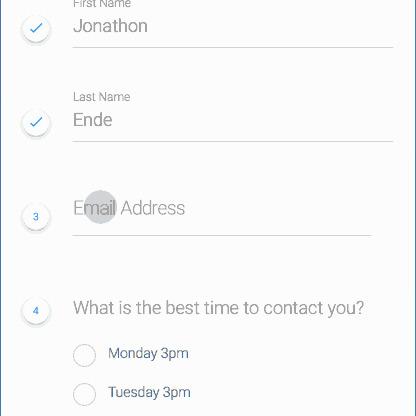 First Name
Jonathon
Last Name
Ende
3
Email Address
4
What is the best time to contact you?
Monday 3pm
Tuesday 3pm